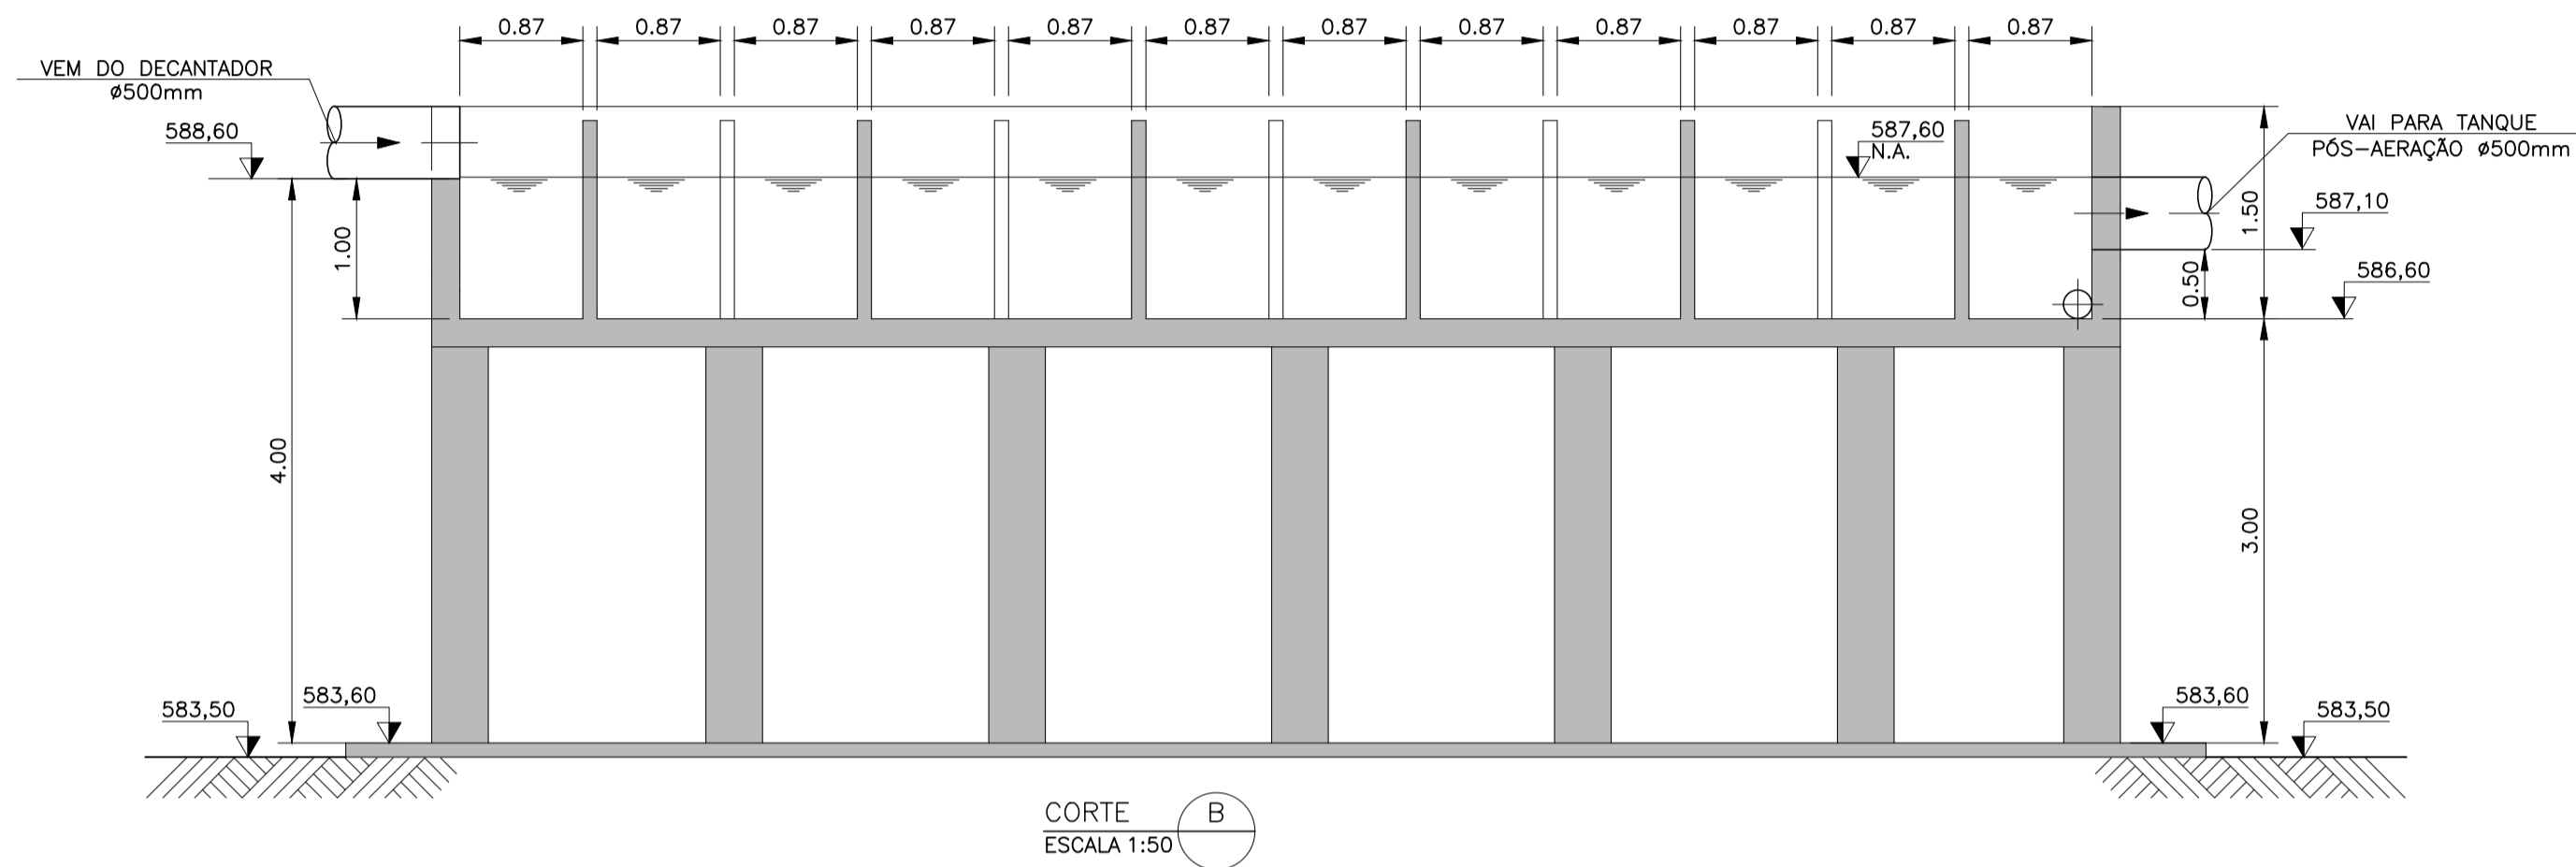 0.87 0.87 0.87 0.87 0.87 0.87 0.87 0.87 0.87 0.87 0.87 0.87
VEM DO DECANTADOR
ø500mm
588,60
587,60
N.A.
VAI PARA TANQUE
PÓS-AERAÇÃO ø500mm
1.00
1.50
587,10
0.50
586,60
4.00
3.00
583,50
583,60
583,60
583,50
CORTE B
ESCALA 1:50